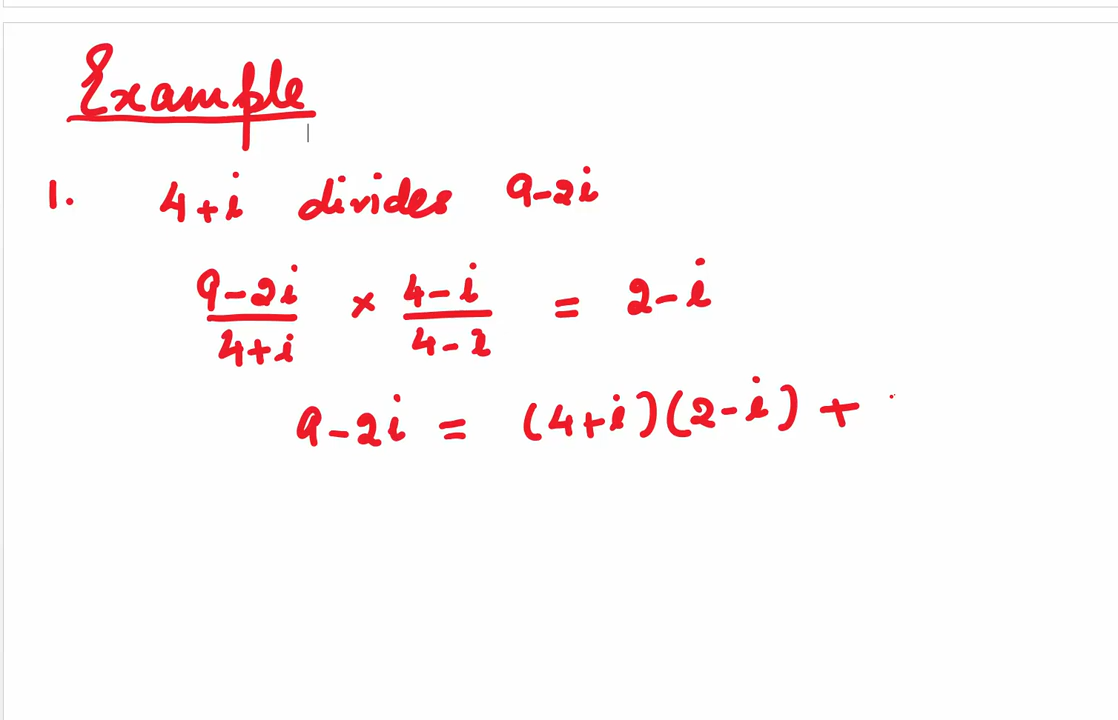 Example
1. 4+i divides 9-2i
9-2i / 4+i × 4-i / 4-i = 2-i
9-2i = (4+i)(2-i) +